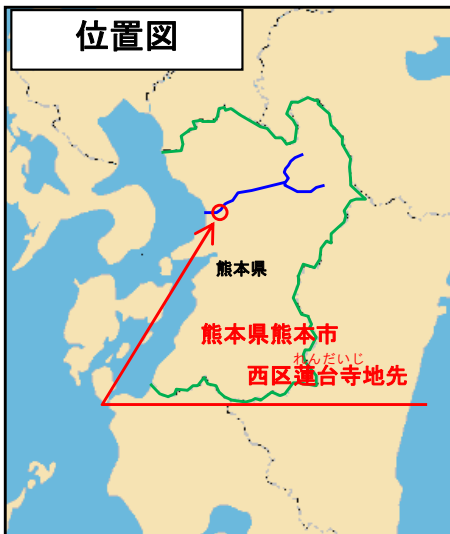 位置図
熊本県
熊本県熊本市
れんだいじ
西区蓮台寺地先